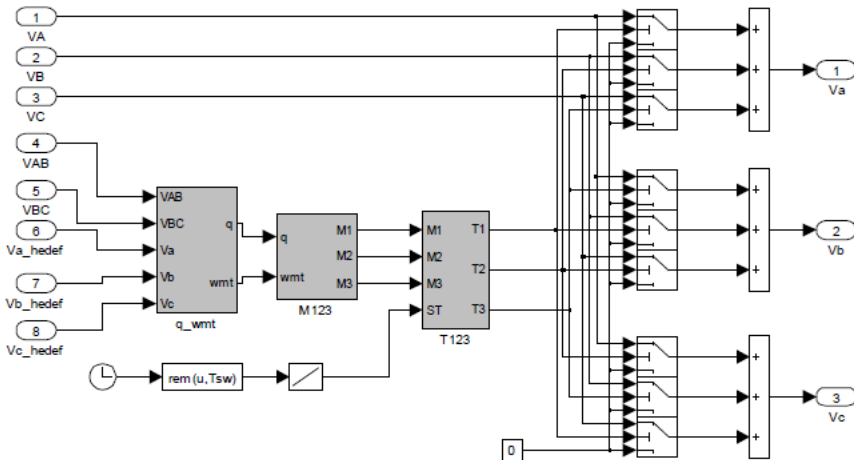 1
VA
2
VB
3
VC
4
VAB
5
VBC
6
Va_hedef
7
Vb_hedef
8
Vc_hedef
VAB
VBC
Va
Vb
Vc
q
wmt
q_wmt
q
wmt
M1
M2
M3
M123
M1
M2
M3
ST
T1
T2
T3
T123
rem(u,Tsw)
0
+
+
+
1
Va
+
+
+
2
Vb
+
+
+
3
Vc